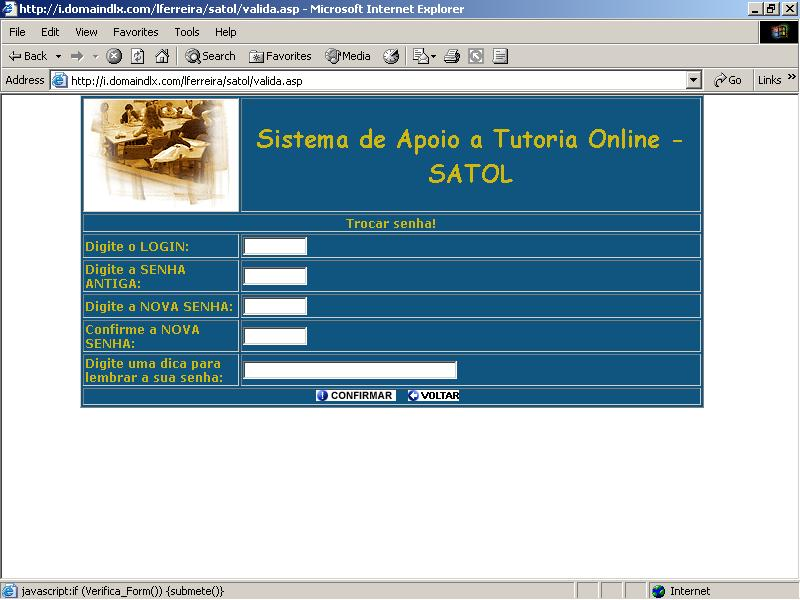 http://i.domaindlx.com/lferreira/satol/valida.asp - Microsoft Internet Explorer
File Edit View Favorites Tools Help
Back Search Favorites Media
Address http://i.domaindlx.com/lferreira/satol/valida.asp Go Links »
Sistema de Apoio a Tutoria Online -
SATOL
Trocar senha!
Digite o LOGIN:
Digite a SENHA
ANTIGA:
Digite a NOVA SENHA:
Confirme a NOVA
SENHA:
Digite uma dica para
lembrar a sua senha:
CONFIRMAR VOLTAR
javascript:if (Verifica_Form()) {submete()} Internet